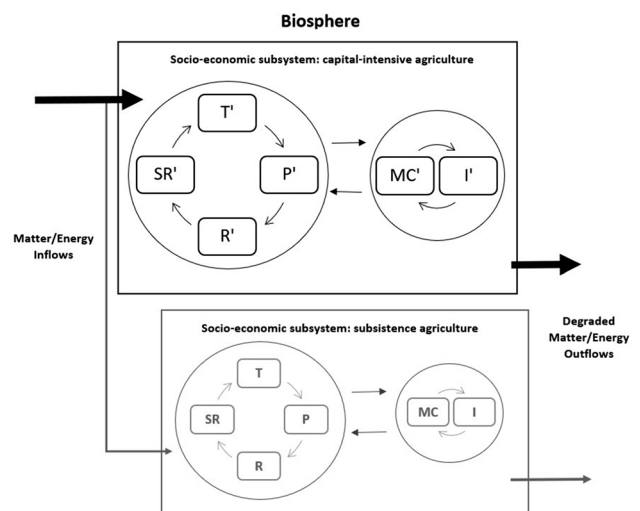 Biosphere
Socio-economic subsystem: capital-intensive agriculture
T'
SR'
P'
R'
MC'
I'
Matter/Energy
Inflows
Degraded
Matter/Energy
Outflows
Socio-economic subsystem: subsistence agriculture
T
SR
P
R
MC
I